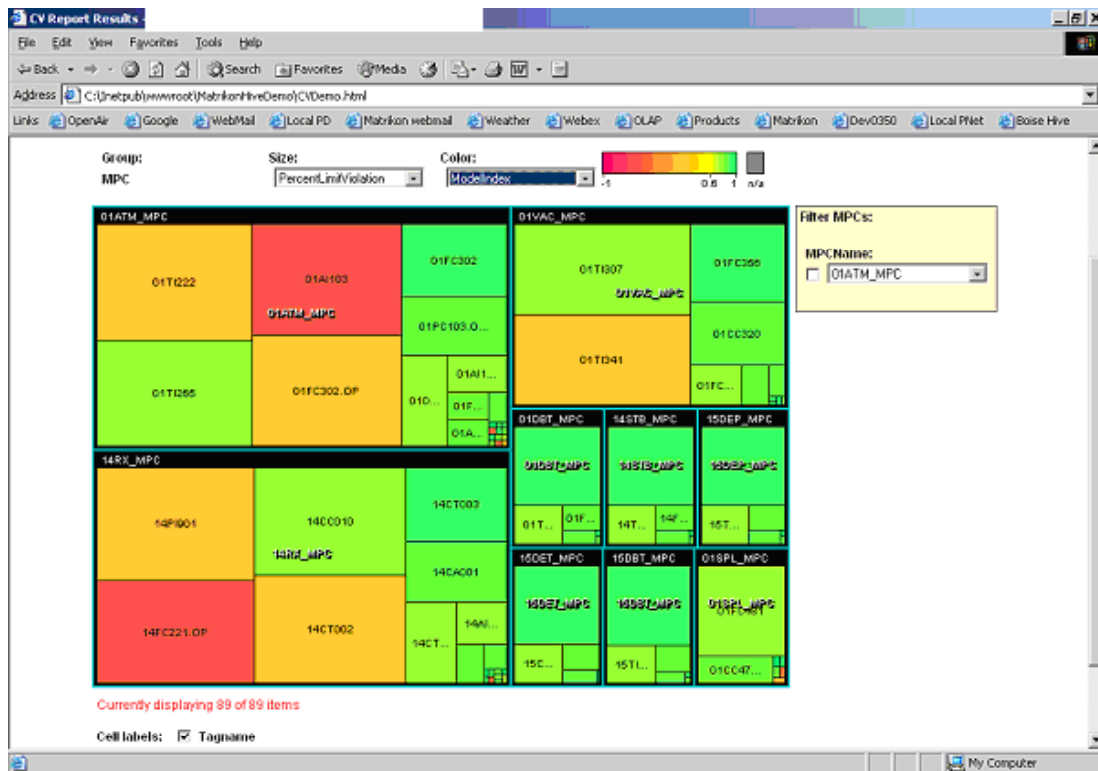 CV Report Results -
File Edit View Favorites Tools Help
Back Search Favorites Media
Address C:\Inetpub\wwwroot\MatrikonHiveDemo\CVDemo.html
Links OpenAir Google WebMail Local PD Matrikon webmail Weather Webex OLAP Products Matrikon Dev0350 Local PNet Boise Hive
Group: Size: Color:
MPC PercentLimitViolation ModelIndex -1 0.6 1 n/a
01ATM_MPC 01VAC_MPC Filter MPCs:
MPCName:
01ATM_MPC
01TI222 01AI103 01FC302 01TI307 01FC355
01ATM_MPC 01VAC_MPC
01PC103.O... 01CC320
01TI341
01TI265 01FC302.OP 01D... 01AI1... 01FC...
01F...
01A...
01DBT_MPC 14STB_MPC 15DEP_MPC
01DBT_MPC 14STB_MPC 15DEP_MPC
01T... 01F... 14T... 14F... 15T...
14RX_MPC
14PI901 14CC010 14CT003
14RX_MPC
14CAC01
14FC221.OP 14CT002 14CT... 14AI...
15DET_MPC 15DBT_MPC 01SPL_MPC
15DET_MPC 15DBT_MPC 01SPL_MPC
15C... 15TI... 01CC47...
Currently displaying 89 of 89 items
Cell labels: Tagname
My Computer